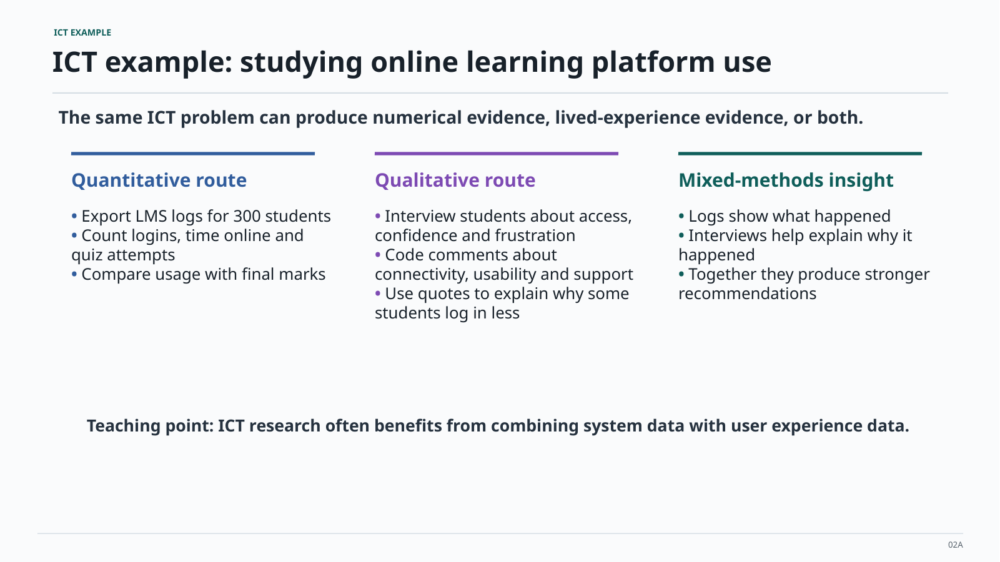 ICT EXAMPLE
ICT example: studying online learning platform use
The same ICT problem can produce numerical evidence, lived-experience evidence, or both.
Quantitative route
• Export LMS logs for 300 students
• Count logins, time online and
quiz attempts
• Compare usage with final marks
Qualitative route
• Interview students about access,
confidence and frustration
• Code comments about
connectivity, usability and support
• Use quotes to explain why some
students log in less
Mixed-methods insight
• Logs show what happened
• Interviews help explain why it
happened
• Together they produce stronger
recommendations
Teaching point: ICT research often benefits from combining system data with user experience data.
02A